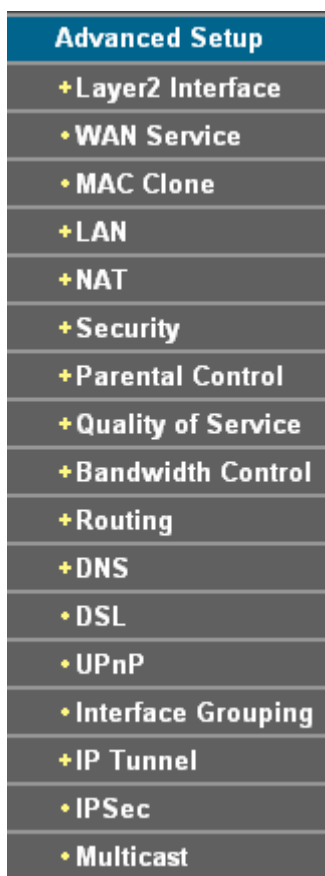 Advanced Setup
+Layer2 Interface
•WAN Service
•MAC Clone
+LAN
+NAT
+Security
+Parental Control
+Quality of Service
+Bandwidth Control
+Routing
+DNS
•DSL
•UPnP
•Interface Grouping
+IP Tunnel
•IPSec
•Multicast